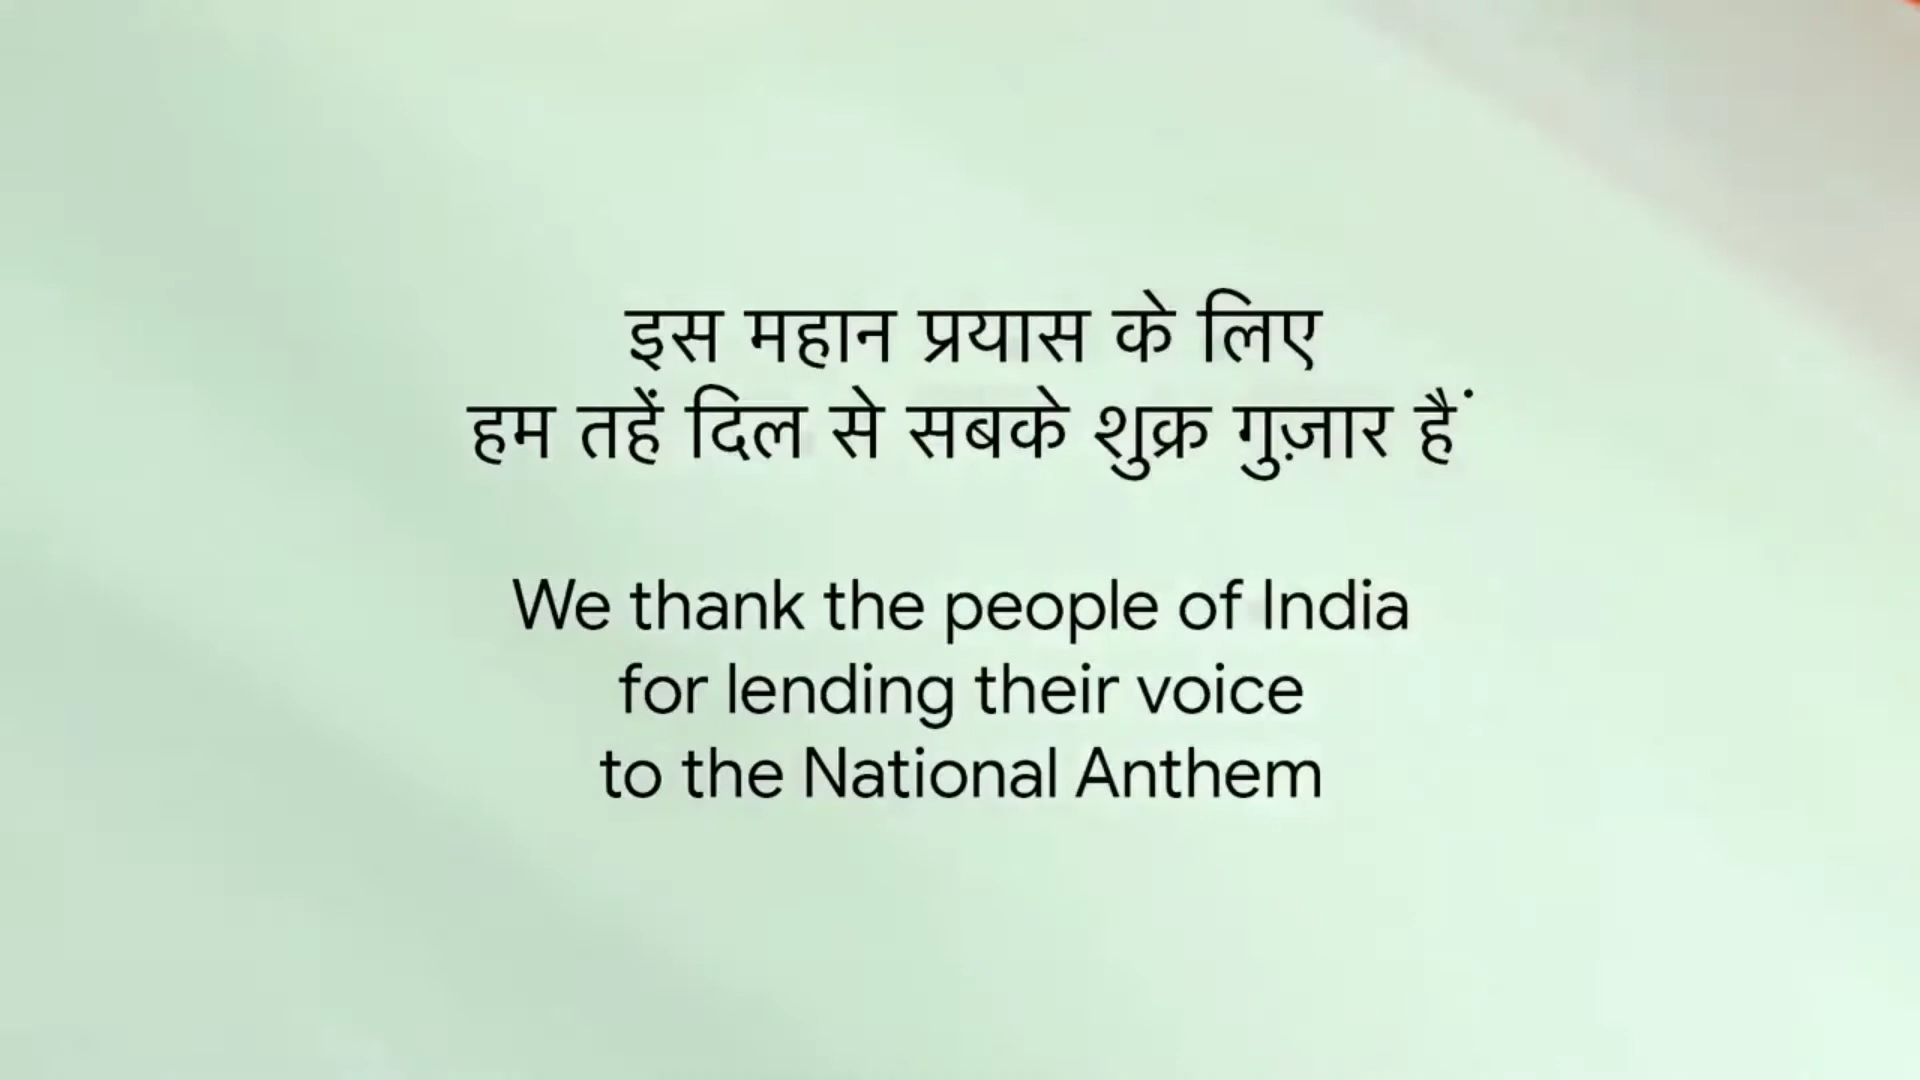 इस महान प्रयास के लिए
हम तहें दिल से सबके शुक्र गुज़ार हैं
We thank the people of India
for lending their voice
to the National Anthem